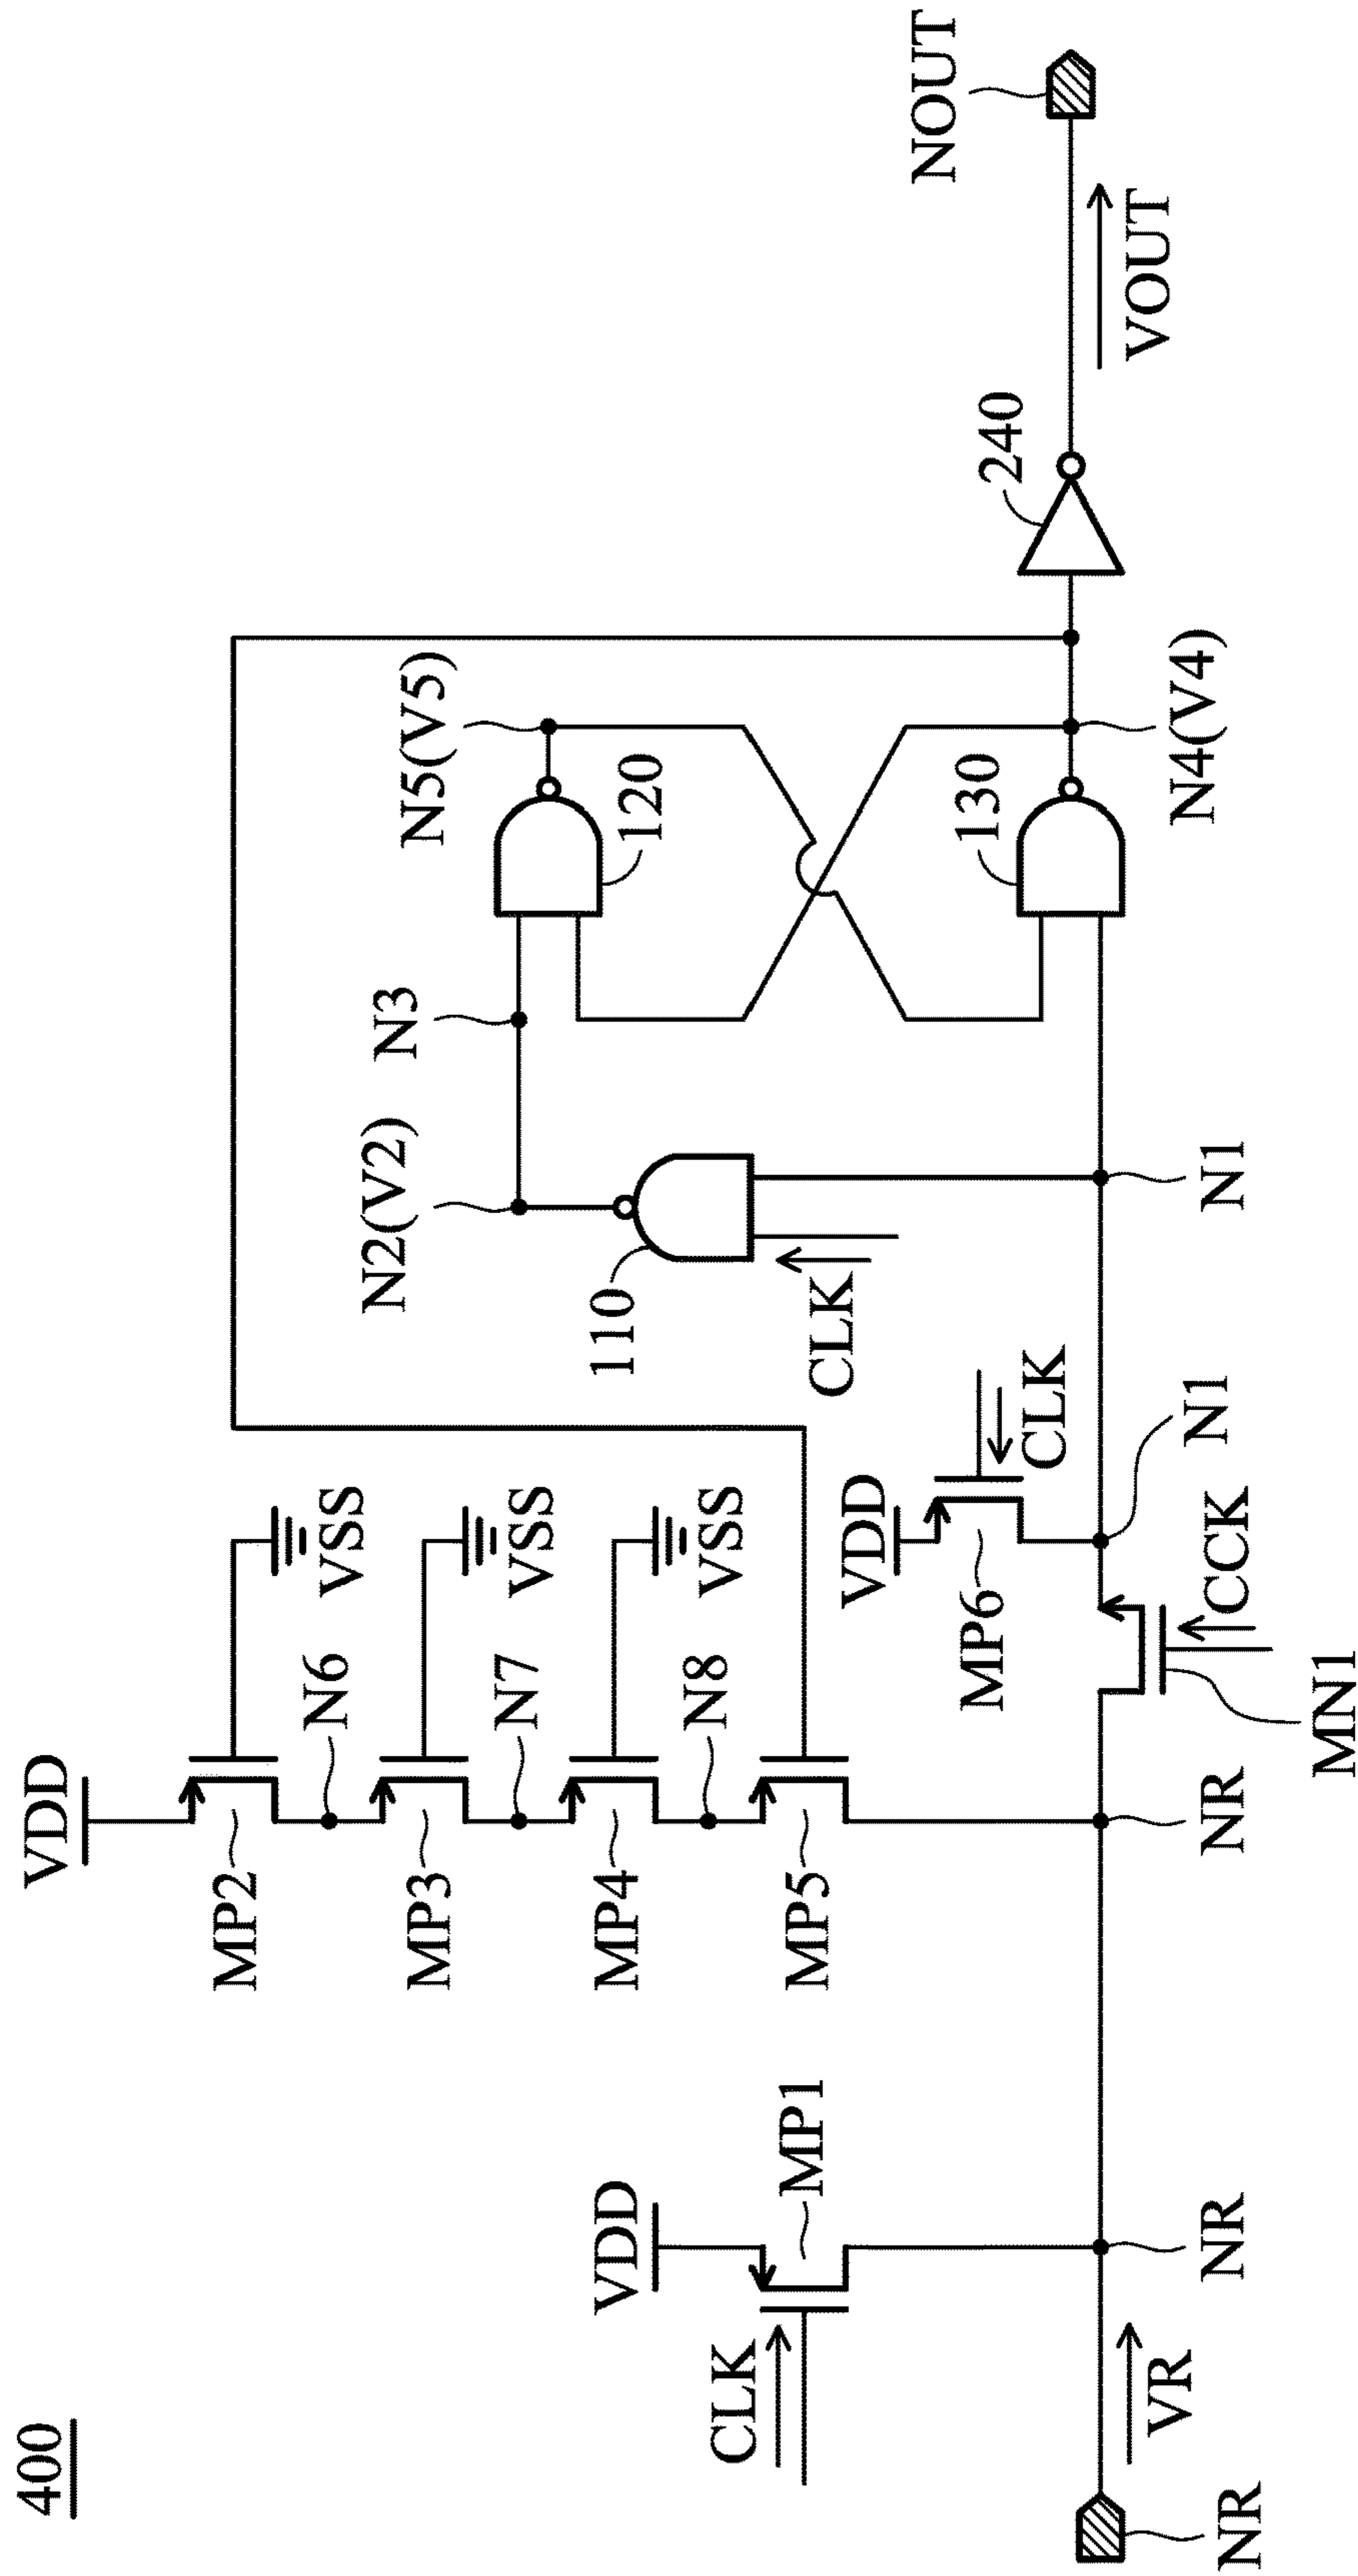 400
VDD
MP2
VSS
N6
MP3
VSS
N7
MP4
VSS
N8
MP5
VDD
CLK
MP1
NR
VR
NR
NR
VDD
MP6
CLK
N1
CCK
MN1
N2(V2)
N3
110
CLK
N1
N5(V5)
120
130
N4(V4)
240
NOUT
VOUT